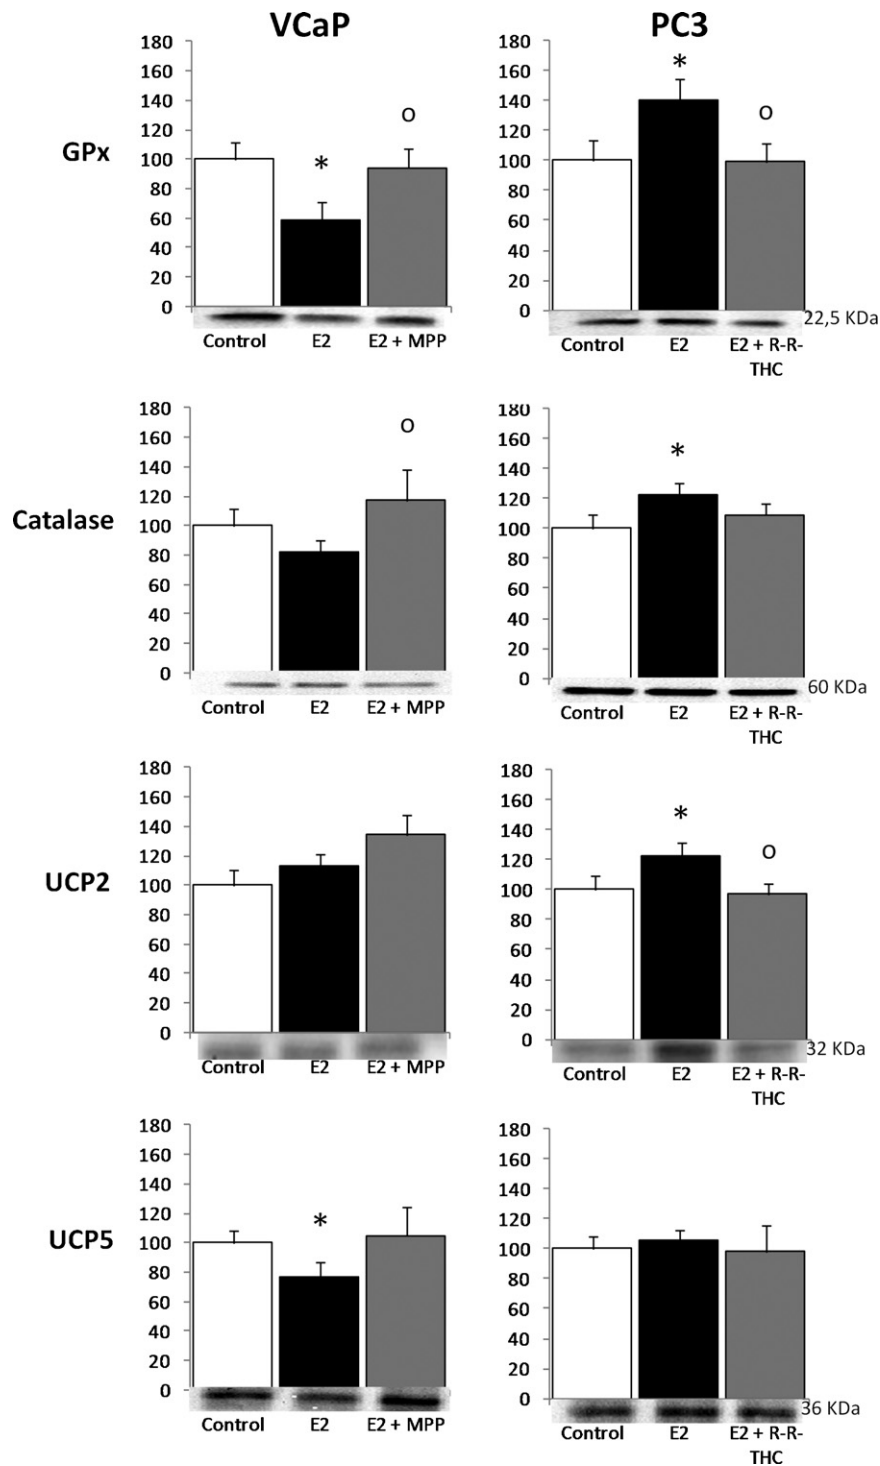 VCaP
PC3
GPx
180
160
140
120
100
80
60
40
20
0
*
o
Control
E2
E2 + MPP
180
160
140
120
100
80
60
40
20
0
*
o
22,5 KDa
Control
E2
E2 + R-R-
THC
Catalase
180
160
140
120
100
80
60
40
20
0
o
Control
E2
E2 + MPP
180
160
140
120
100
80
60
40
20
0
*
60 KDa
Control
E2
E2 + R-R-
THC
UCP2
180
160
140
120
100
80
60
40
20
0
Control
E2
E2 + MPP
180
160
140
120
100
80
60
40
20
0
*
o
32 KDa
Control
E2
E2 + R-R-
THC
UCP5
180
160
140
120
100
80
60
40
20
0
*
Control
E2
E2 + MPP
180
160
140
120
100
80
60
40
20
0
36 KDa
Control
E2
E2 + R-R-
THC